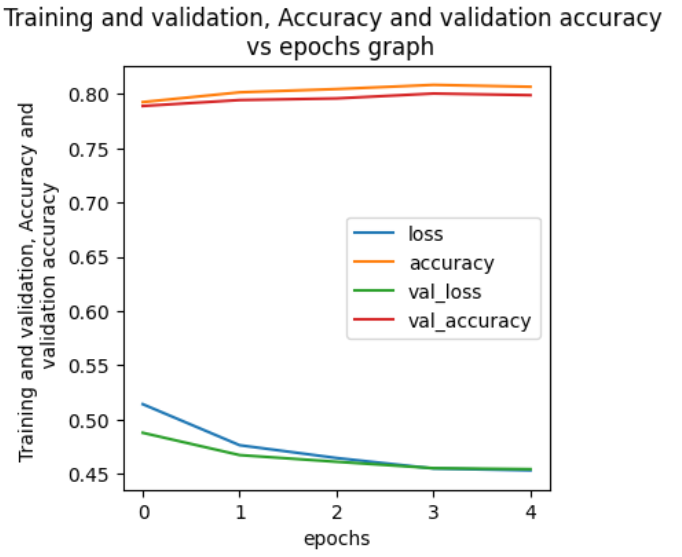 Training and validation, Accuracy and validation accuracy
vs epochs graph
Training and validation, Accuracy and
validation accuracy
0.80
0.75
0.70
0.65
0.60
0.55
0.50
0.45
loss
accuracy
val_loss
val_accuracy
0 1 2 3 4
epochs